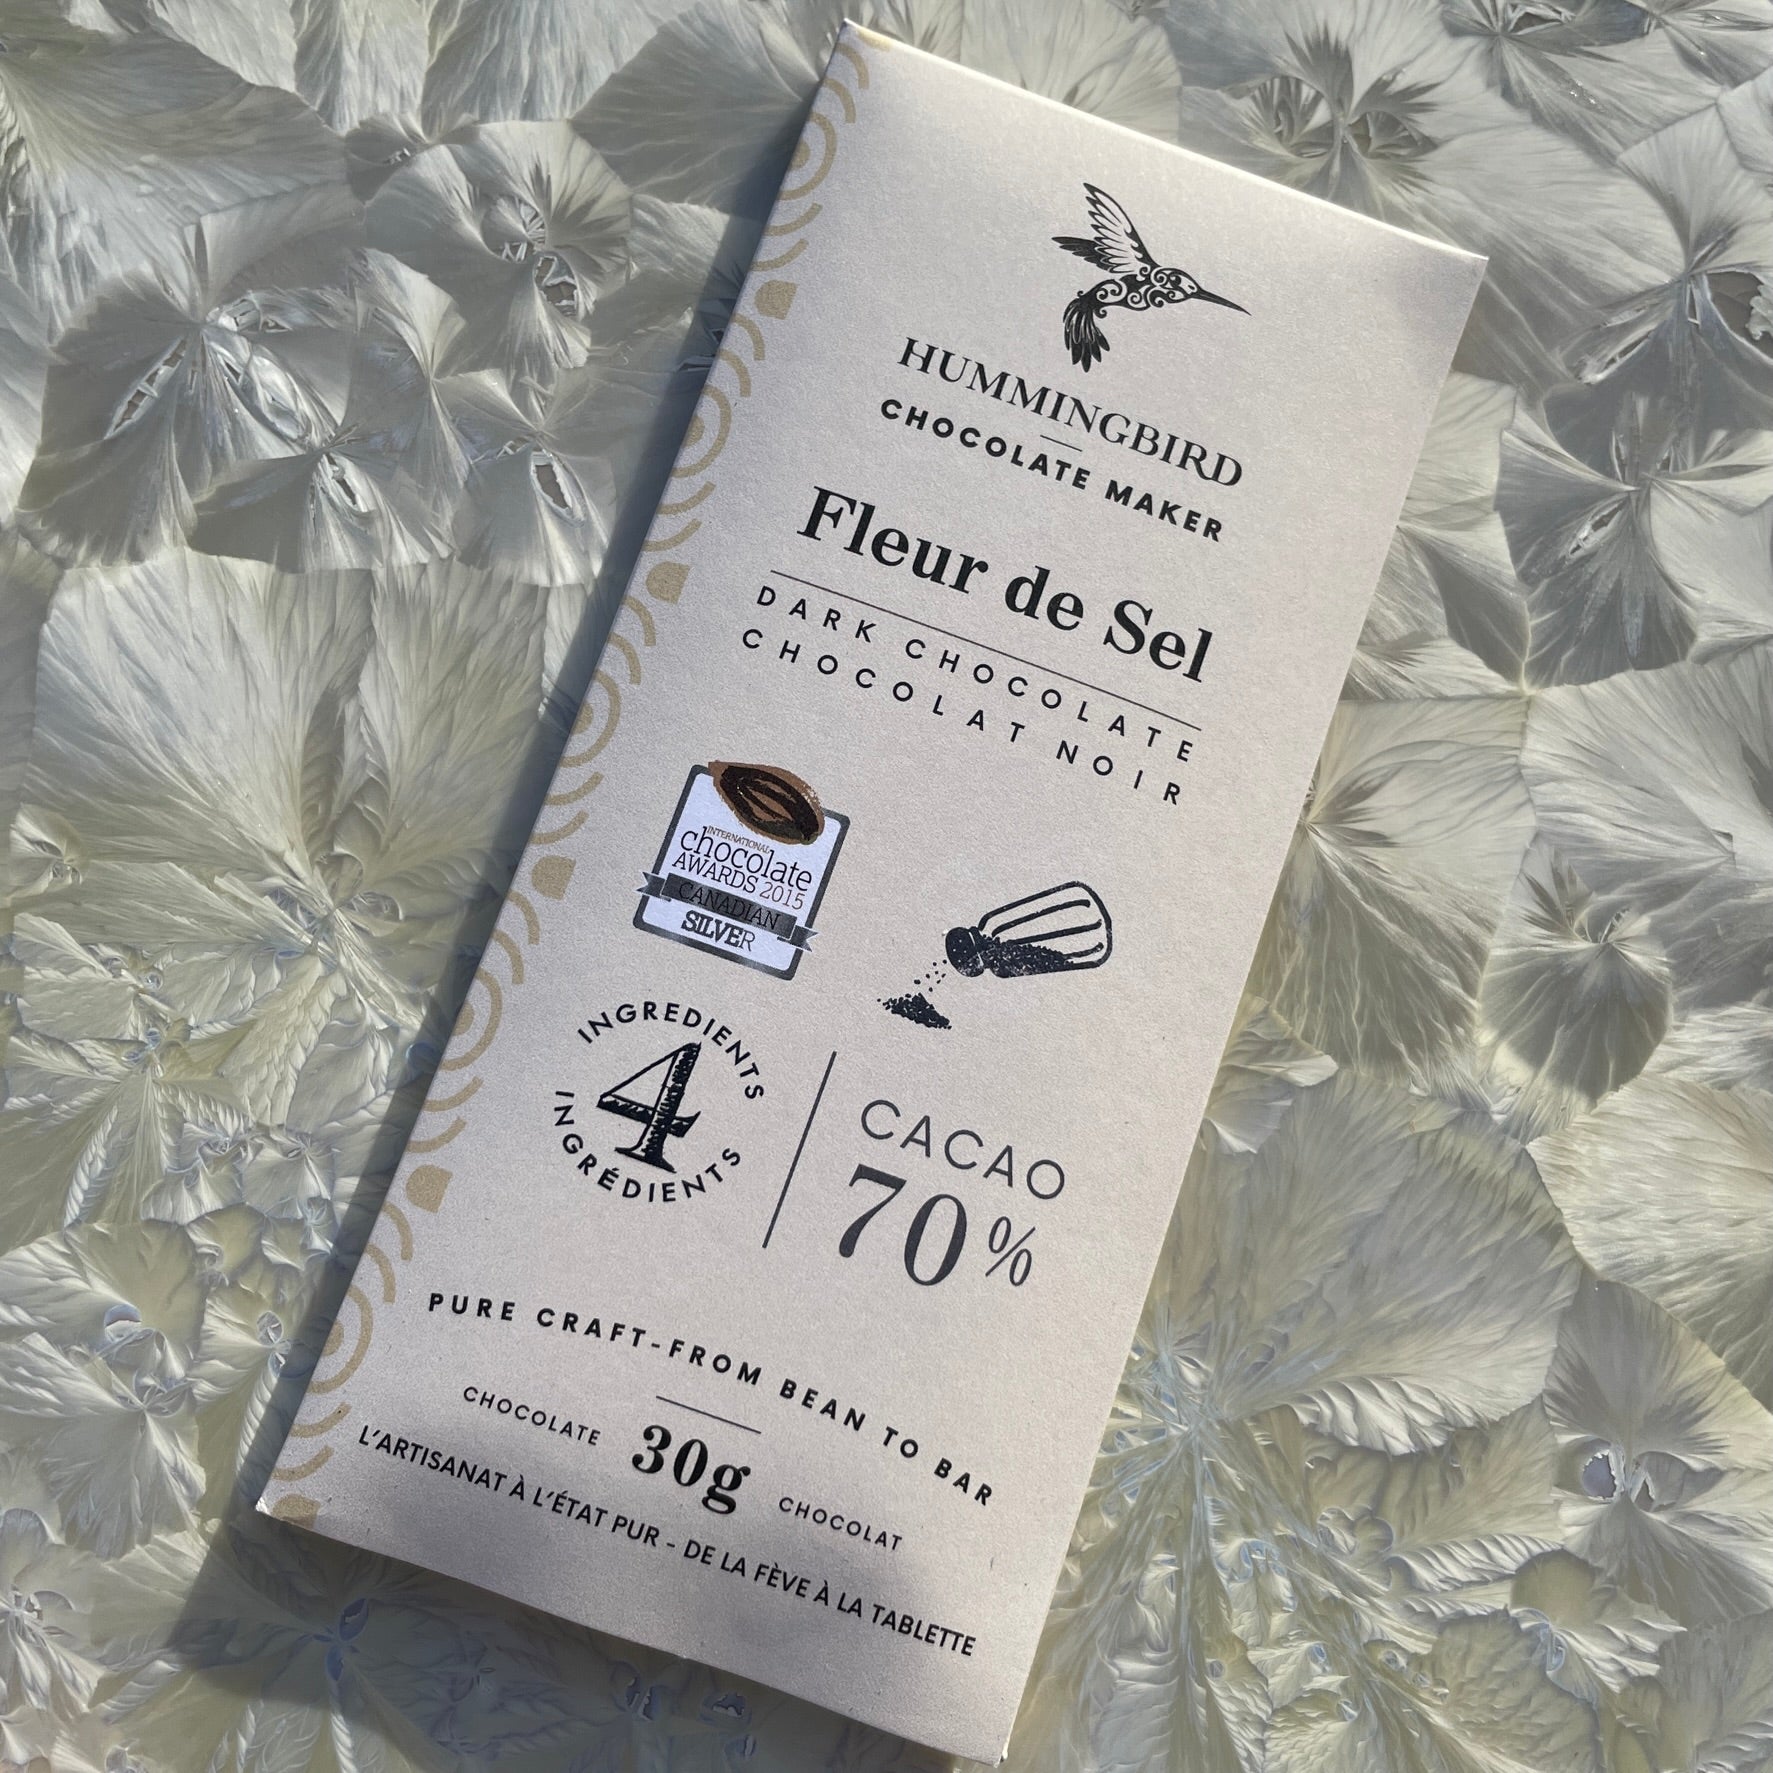 HUMMINGBIRD
CHOCOLATE MAKER
Fleur de Sel
DARK CHOCOLATE
CHOCOLAT NOIR
INTERNATIONAL
chocolate
AWARDS 2015
CANADIAN
SILVER
INGREDIENTS
4
INGRÉDIENTS
CACAO
70%
PURE CRAFT-FROM BEAN TO BAR
CHOCOLATE 30g CHOCOLAT
L'ARTISANAT À L'ÉTAT PUR - DE LA FÈVE À LA TABLETTE